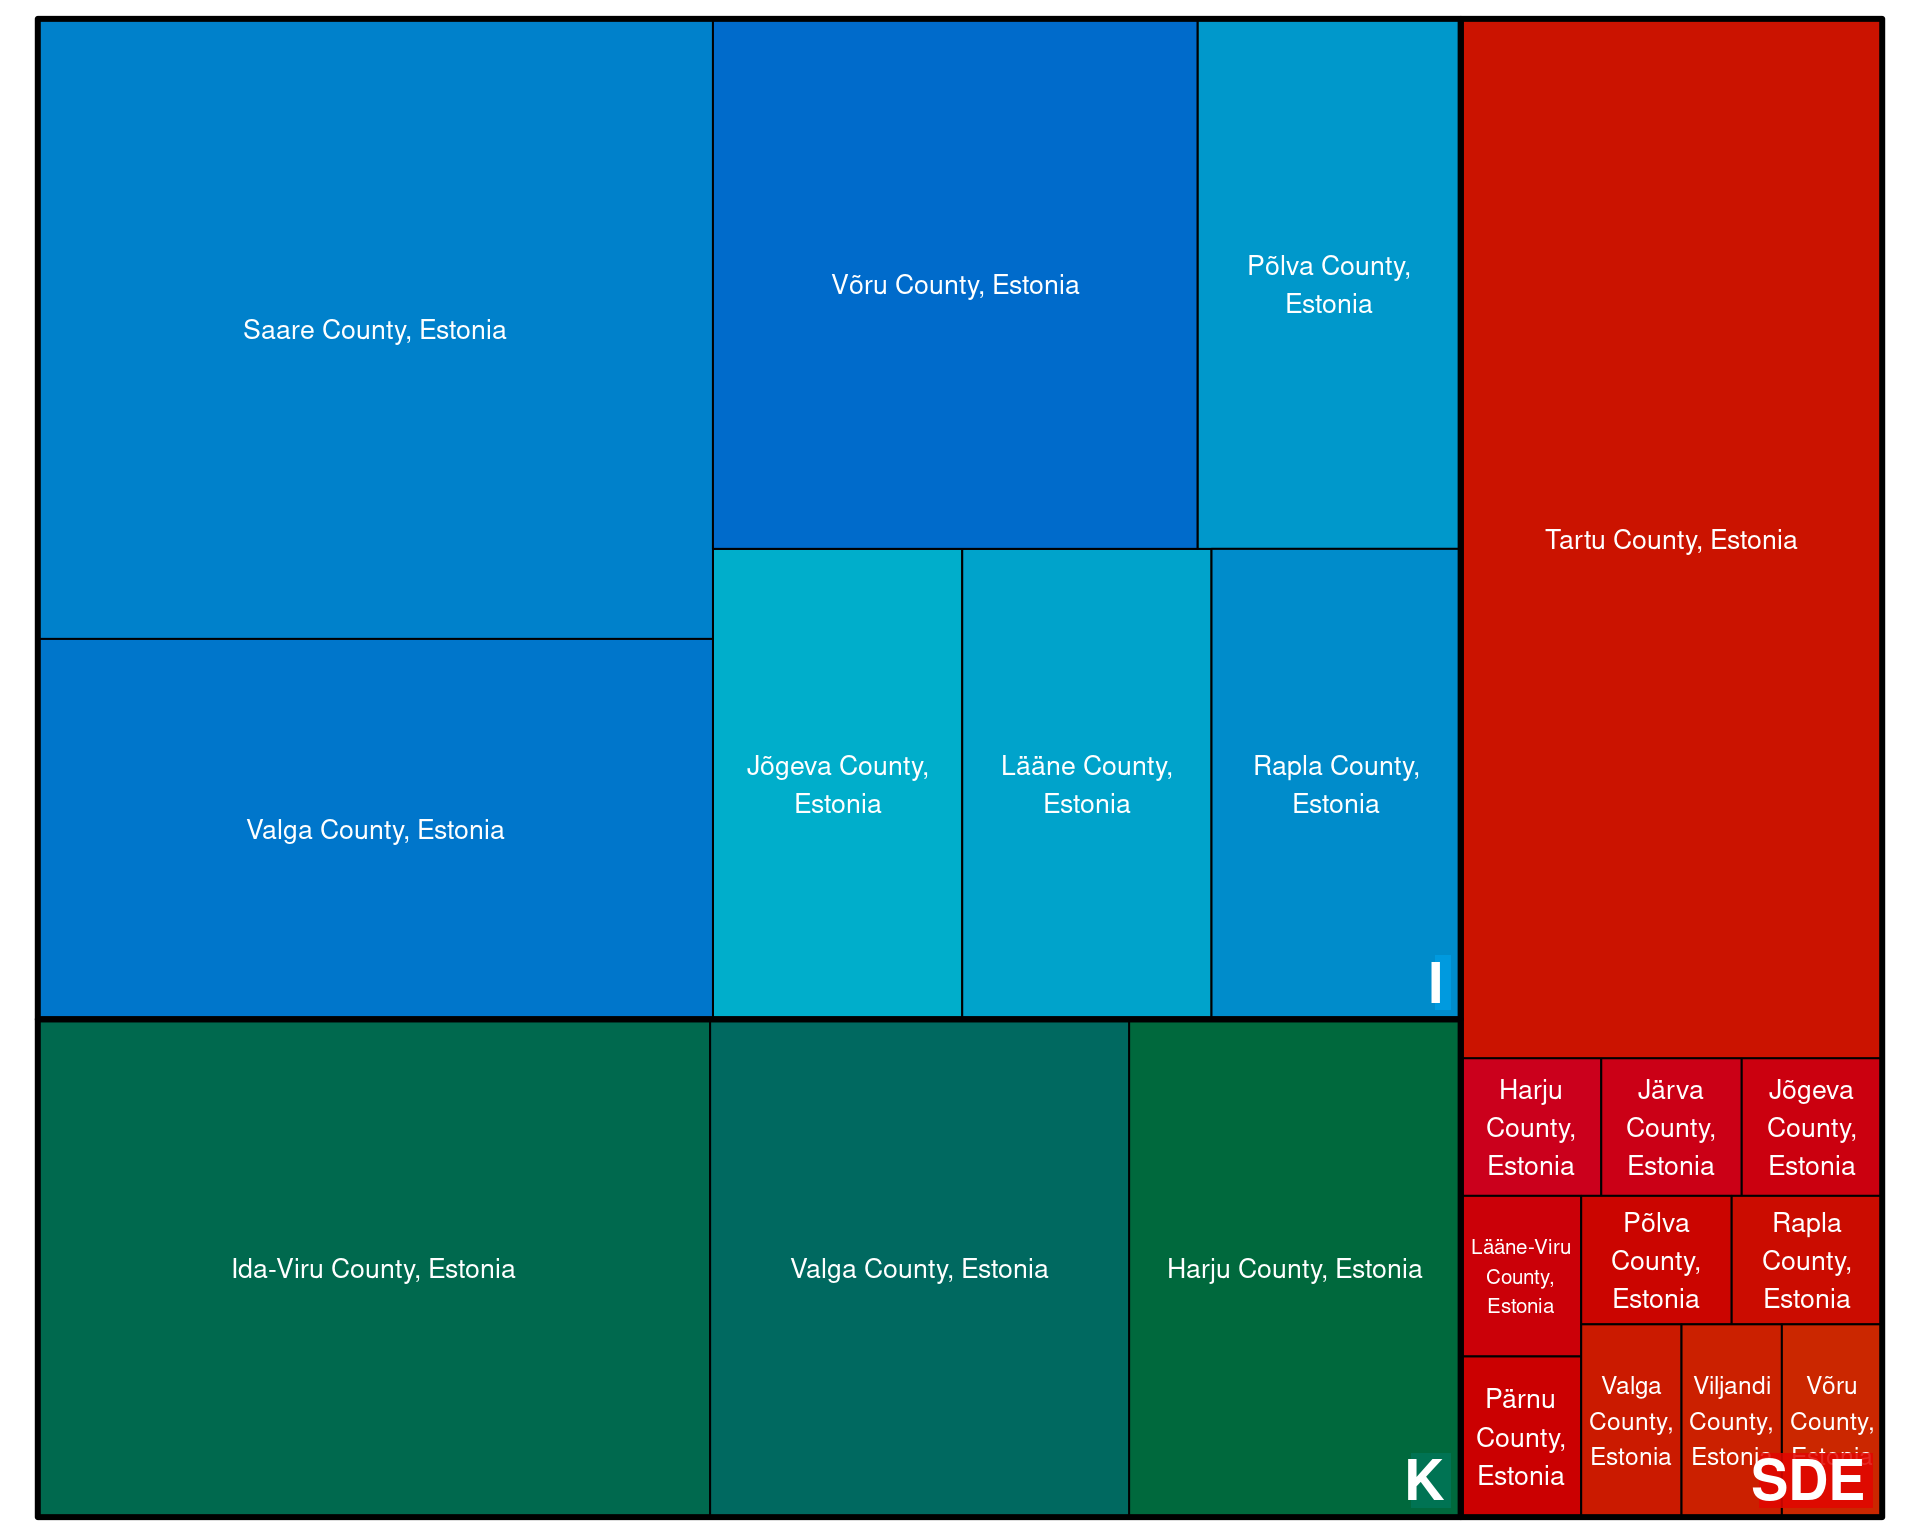 Saare County, Estonia
Võru County, Estonia
Põlva County,
Estonia
Valga County, Estonia
Jõgeva County,
Estonia
Lääne County,
Estonia
Rapla County,
Estonia
I
Ida-Viru County, Estonia
Valga County, Estonia
Harju County, Estonia
K
Tartu County, Estonia
Harju
County,
Estonia
Järva
County,
Estonia
Jõgeva
County,
Estonia
Lääne-Viru
County,
Estonia
Põlva
County,
Estonia
Rapla
County,
Estonia
Pärnu
County,
Estonia
Valga
County,
Estonia
Viljandi
County,
Estonia
Võru
County,
Estonia
SDE